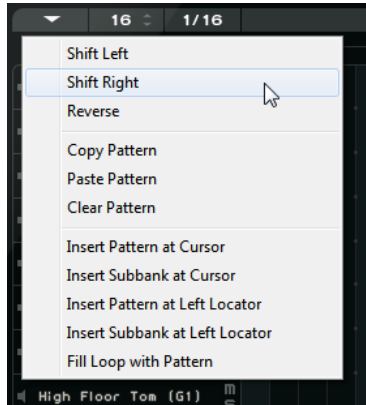 16 1/16
Shift Left
Shift Right
Reverse
Copy Pattern
Paste Pattern
Clear Pattern
Insert Pattern at Cursor
Insert Subbank at Cursor
Insert Pattern at Left Locator
Insert Subbank at Left Locator
Fill Loop with Pattern
High Floor Tom (G1) m